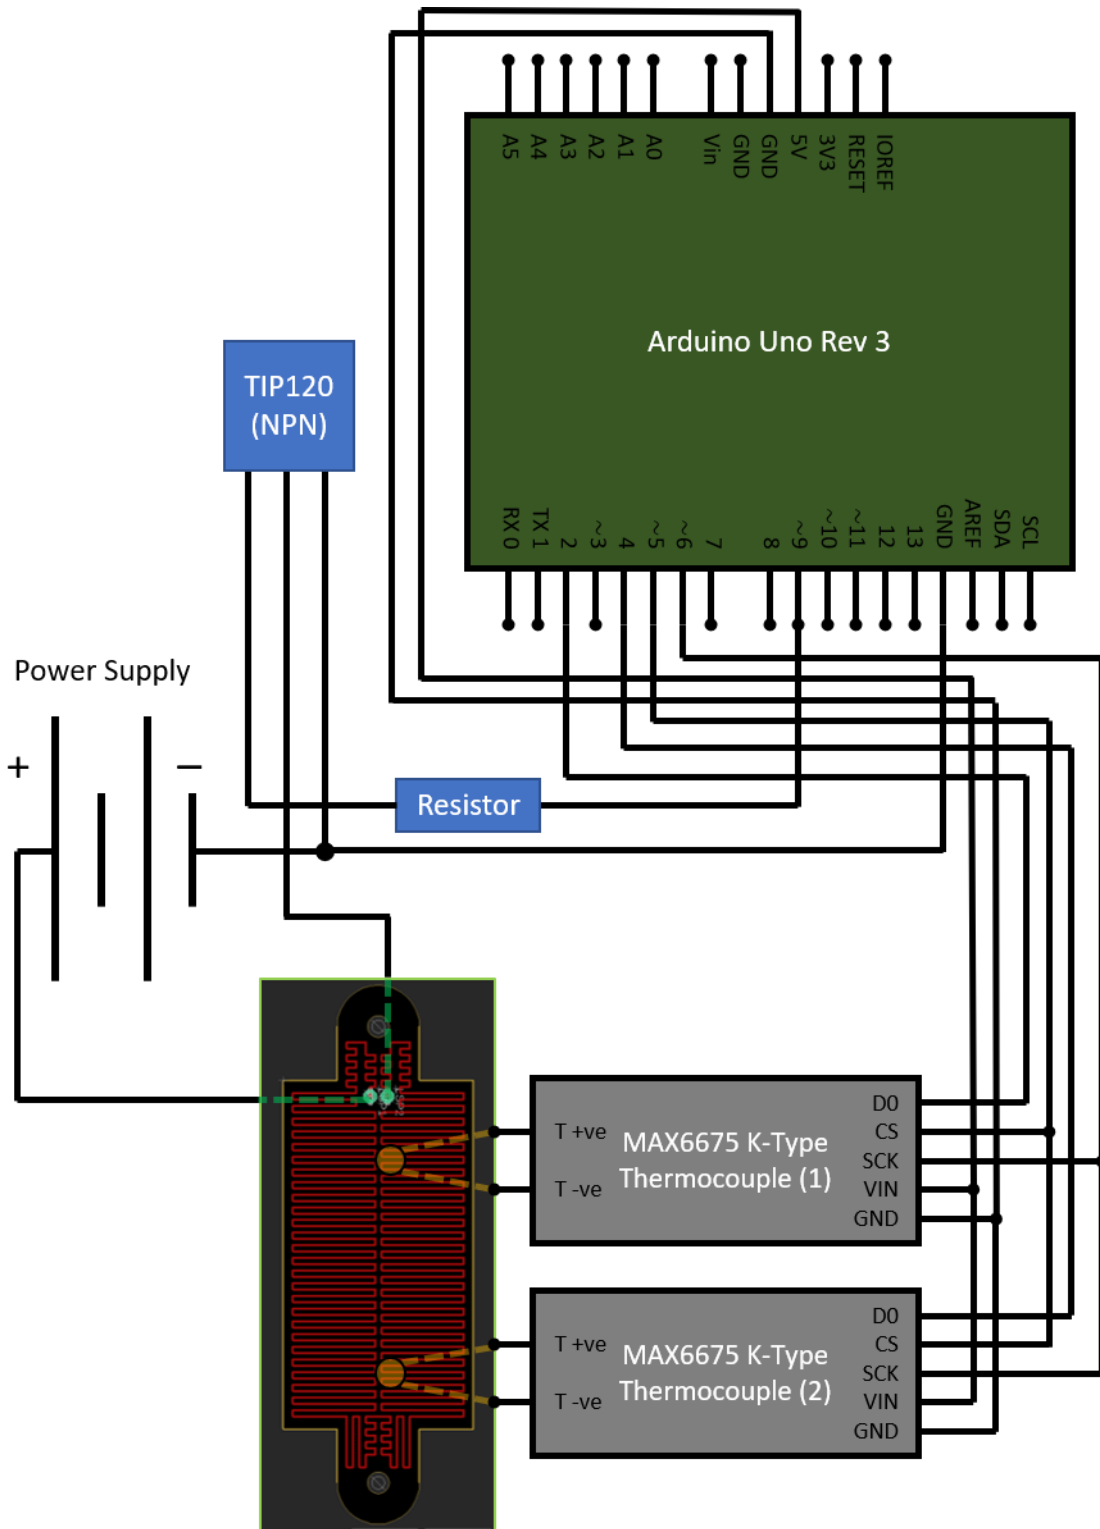 A5
A4
A3
A2
A1
A0
Vin
GND
GND
5V
3V3
RESET
IOREF
Arduino Uno Rev 3
TIP120
(NPN)
RX 0
TX 1
2
~3
4
~5
~6
7
8
~9
~10
~11
12
13
GND
AREF
SDA
SCL
Power Supply
+
−
Resistor
T +ve
T -ve
MAX6675 K-Type
Thermocouple (1)
D0
CS
SCK
VIN
GND
T +ve
T -ve
MAX6675 K-Type
Thermocouple (2)
D0
CS
SCK
VIN
GND